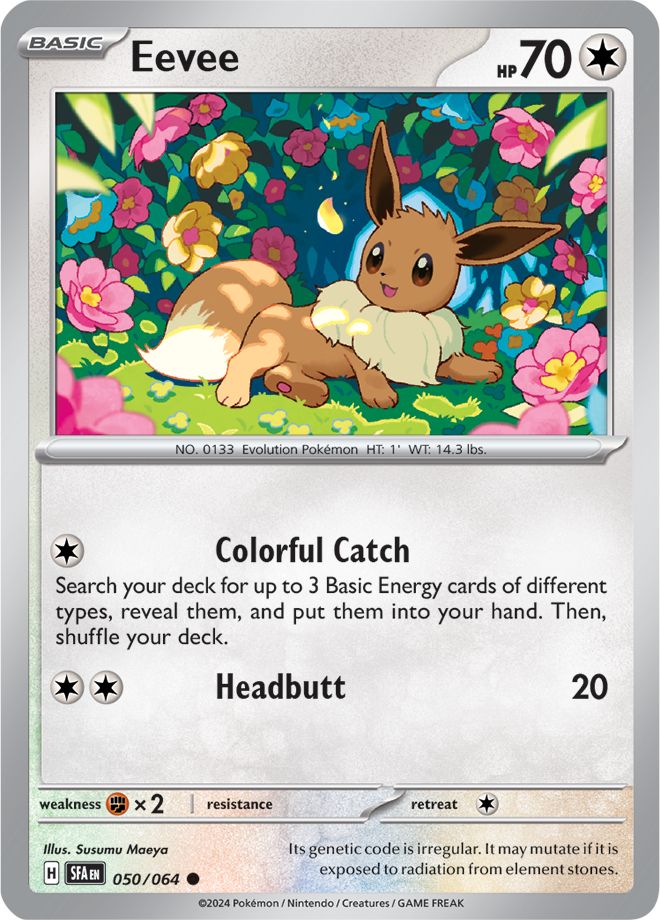 BASIC
Eevee
HP 70
NO. 0133 Evolution Pokémon HT: 1' WT: 14.3 lbs.
Colorful Catch
Search your deck for up to 3 Basic Energy cards of different
types, reveal them, and put them into your hand. Then,
shuffle your deck.
Headbutt 20
weakness ×2 resistance retreat
Illus. Susumu Maeya
Its genetic code is irregular. It may mutate if it is
exposed to radiation from element stones.
H SFA EN 050/064
©2024 Pokémon / Nintendo / Creatures / GAME FREAK